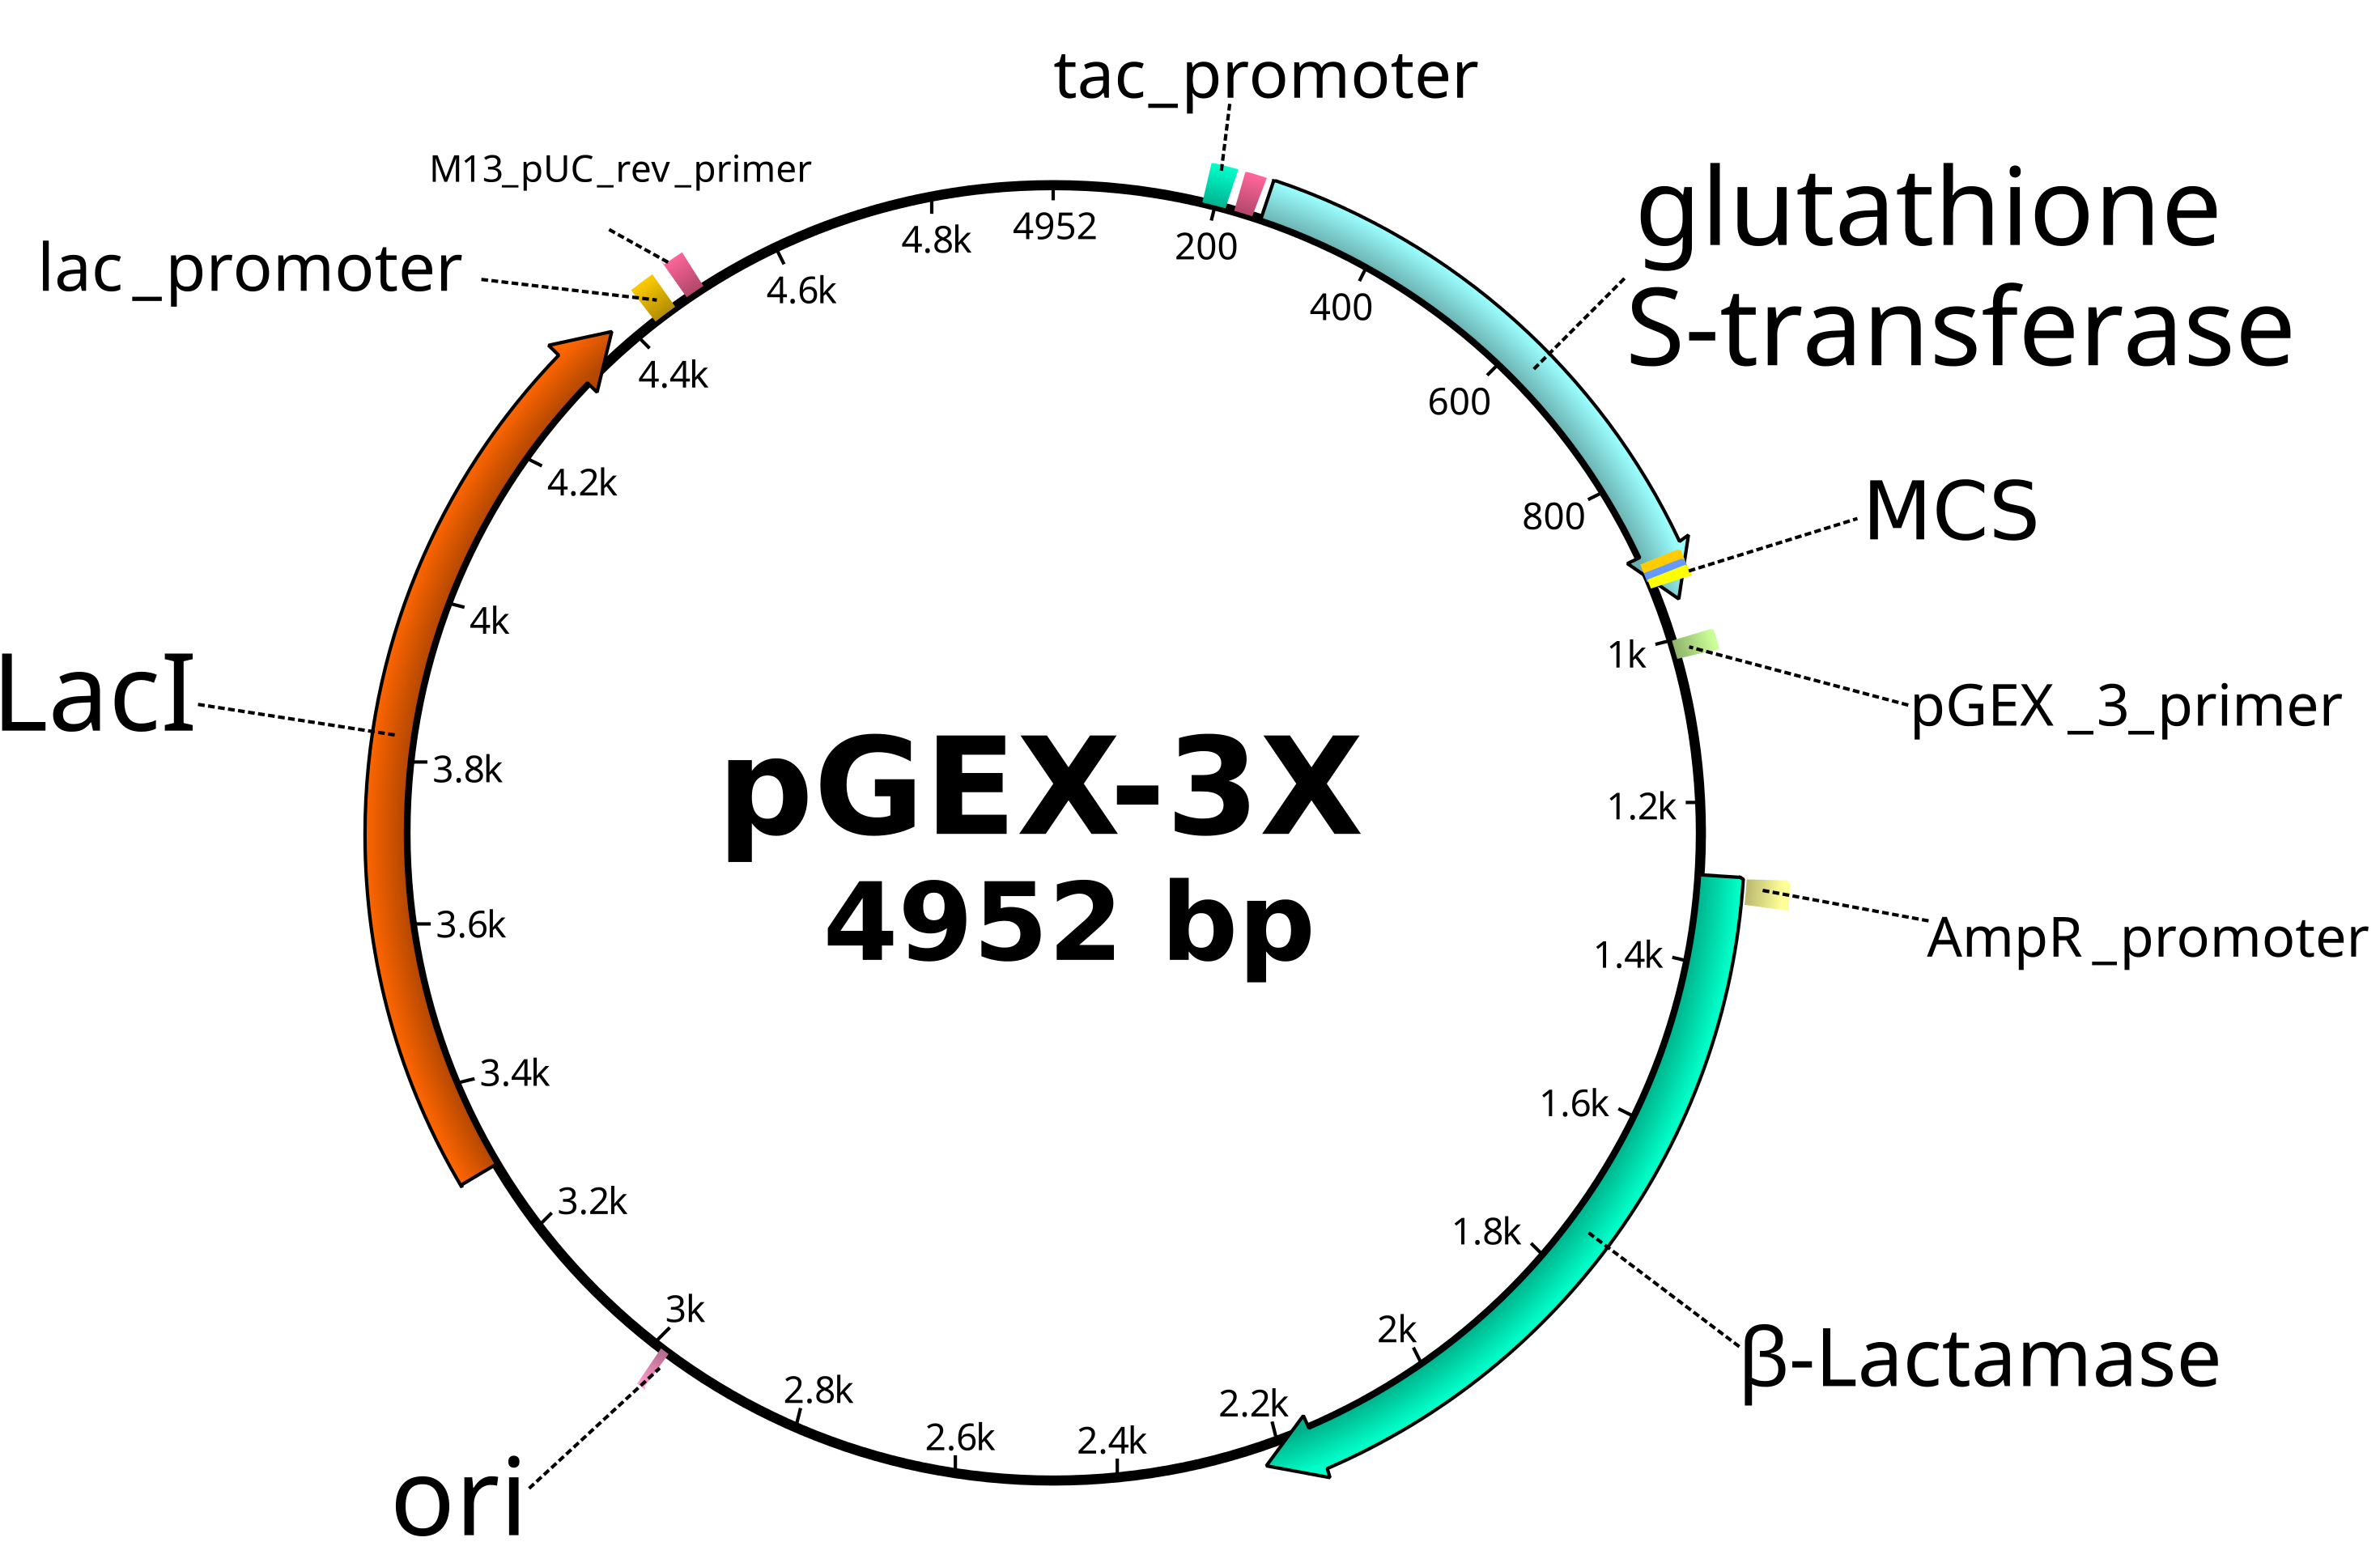 tac_promoter
M13_pUC_rev_primer
lac_promoter
glutathione
S-transferase
MCS
pGEX_3_primer
AmpR_promoter
β-Lactamase
ori
LacI
pGEX-3X
4952 bp
4952
200
400
600
800
1k
1.2k
1.4k
1.6k
1.8k
2k
2.2k
2.4k
2.6k
2.8k
3k
3.2k
3.4k
3.6k
3.8k
4k
4.2k
4.4k
4.6k
4.8k